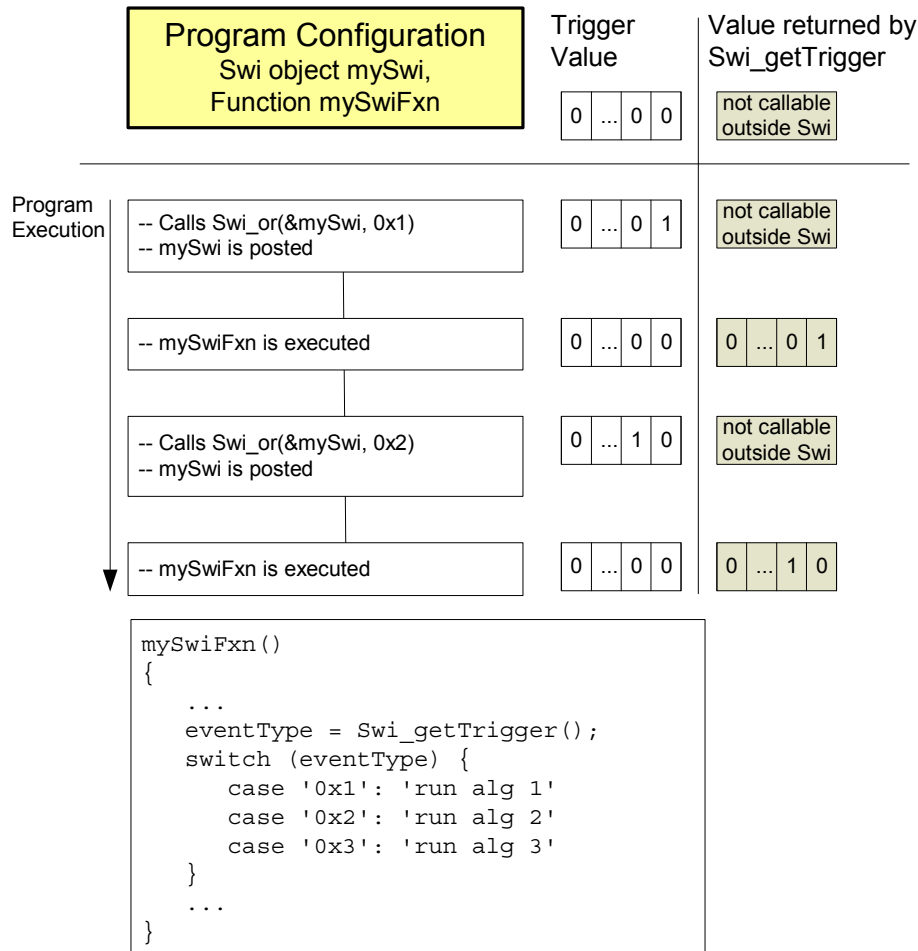 Program Configuration
Swi object mySwi,
Function mySwiFxn
Trigger
Value
Value returned by
Swi_getTrigger
0 ... 0 0
not callable
outside Swi
Program
Execution
-- Calls Swi_or(&mySwi, 0x1)
-- mySwi is posted
0 ... 0 1
not callable
outside Swi
-- mySwiFxn is executed
0 ... 0 0
0 ... 0 1
-- Calls Swi_or(&mySwi, 0x2)
-- mySwi is posted
0 ... 1 0
not callable
outside Swi
-- mySwiFxn is executed
0 ... 0 0
0 ... 1 0
mySwiFxn()
{
...
eventType = Swi_getTrigger();
switch (eventType) {
case '0x1': 'run alg 1'
case '0x2': 'run alg 2'
case '0x3': 'run alg 3'
}
...
}